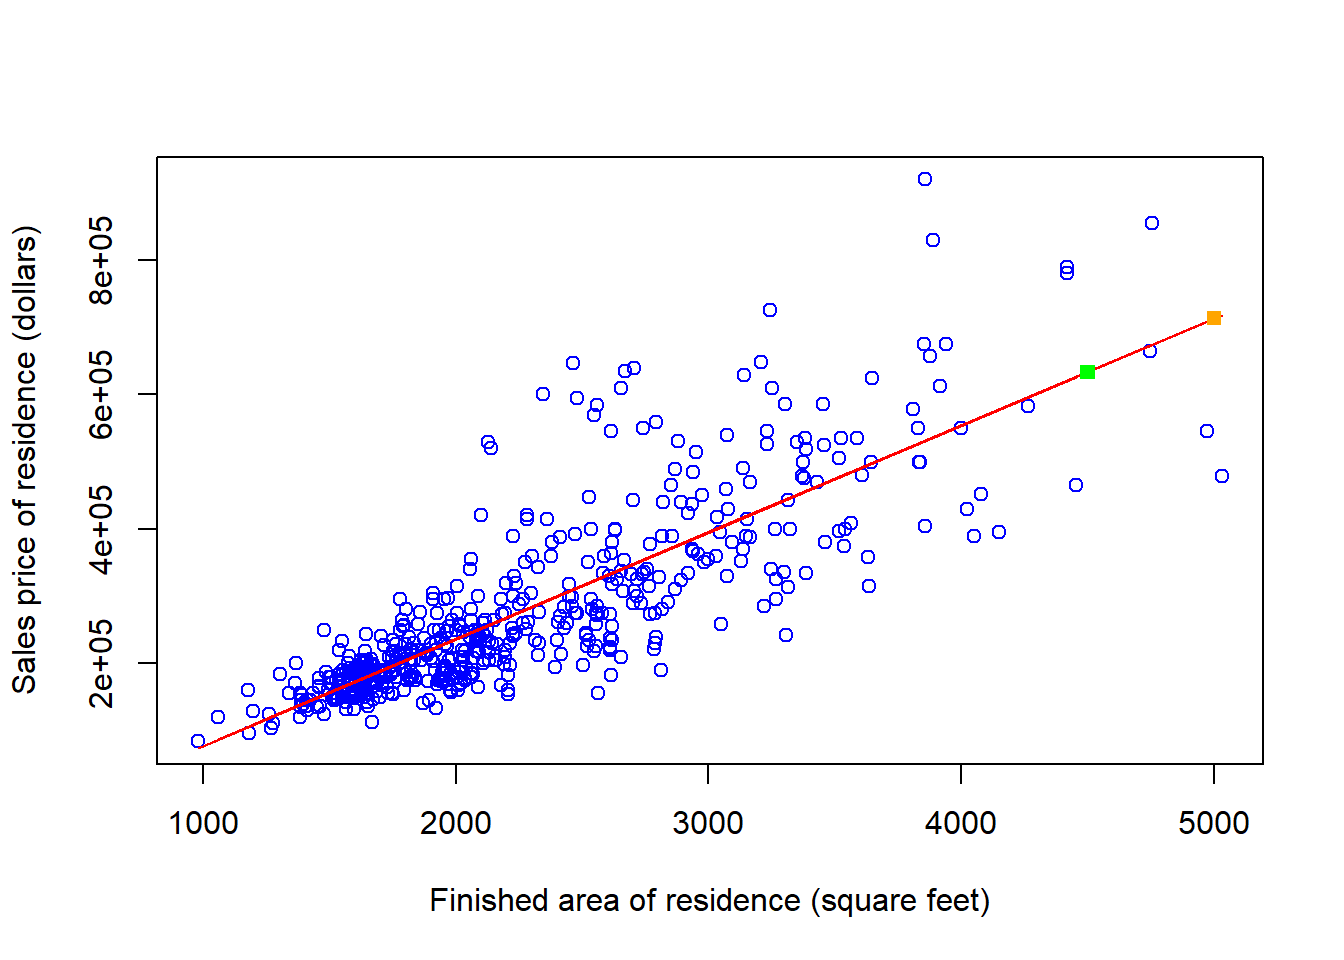 Sales price of residence (dollars)
8e+05
6e+05
4e+05
2e+05
1000 2000 3000 4000 5000
Finished area of residence (square feet)